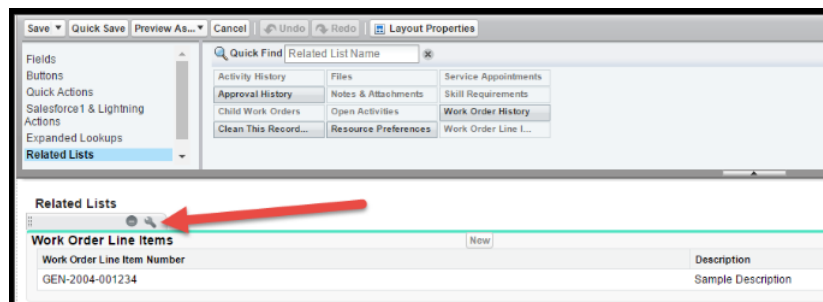 Save Quick Save Preview As... Cancel Undo Redo Layout Properties
Fields
Buttons
Quick Actions
Salesforce1 & Lightning
Actions
Expanded Lookups
Related Lists
Quick Find Related List Name
Activity History Files Service Appointments
Approval History Notes & Attachments Skill Requirements
Child Work Orders Open Activities Work Order History
Clean This Record... Resource Preferences Work Order Line I...
Related Lists
Work Order Line Items New
Work Order Line Item Number Description
GEN-2004-001234 Sample Description